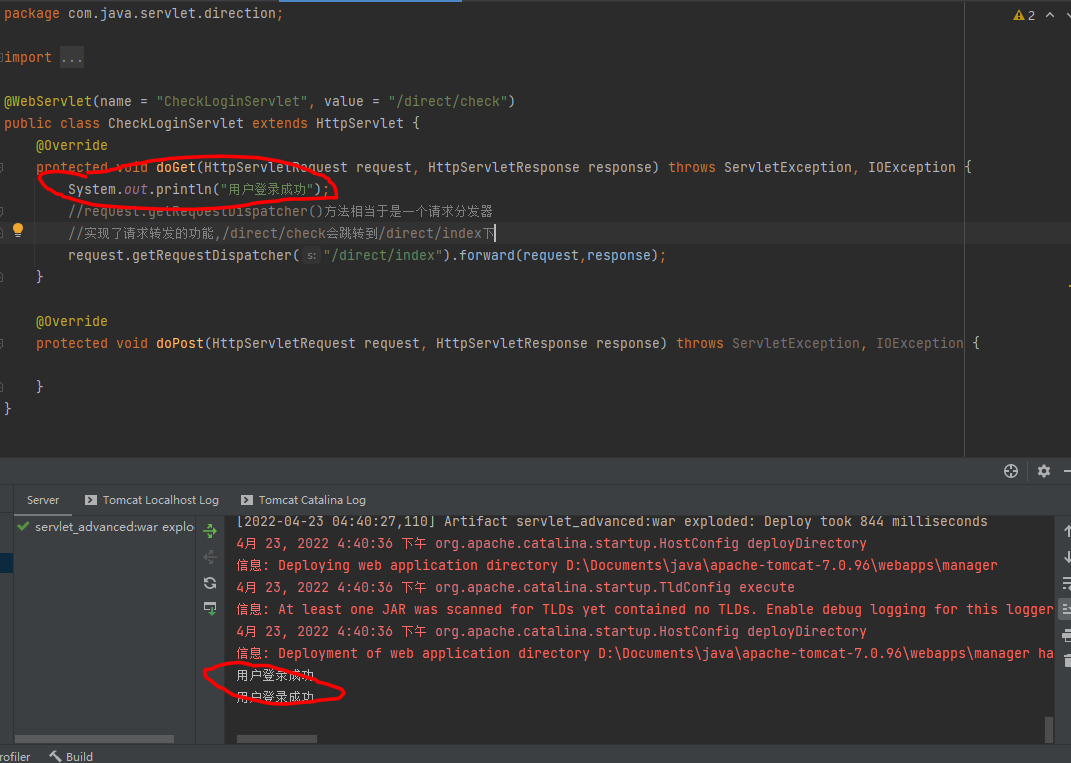 package com.java.servlet.direction;
2
import ...
@WebServlet(name = "CheckLoginServlet", value = "/direct/check")
public class CheckLoginServlet extends HttpServlet {
@Override
protected void doGet(HttpServletRequest request, HttpServletResponse response) throws ServletException, IOException {
System.out.println("用户登录成功");
//request.getRequestDispatcher()方法相当于是一个请求分发器
//实现了请求转发的功能,/direct/check会跳转到/direct/index下
request.getRequestDispatcher( s: "/direct/index").forward(request,response);
}
@Override
protected void doPost(HttpServletRequest request, HttpServletResponse response) throws ServletException, IOException {
}
}
Server Tomcat Localhost Log Tomcat Catalina Log
servlet_advanced:war explo
[2022-04-23 04:40:27,110] Artifact servlet_advanced:war exploded: Deploy took 844 milliseconds
4月 23, 2022 4:40:36 下午 org.apache.catalina.startup.HostConfig deployDirectory
信息: Deploying web application directory D:\Documents\java\apache-tomcat-7.0.96\webapps\manager
4月 23, 2022 4:40:36 下午 org.apache.catalina.startup.TldConfig execute
信息: At least one JAR was scanned for TLDs yet contained no TLDs. Enable debug logging for this logger
4月 23, 2022 4:40:36 下午 org.apache.catalina.startup.HostConfig deployDirectory
信息: Deployment of web application directory D:\Documents\java\apache-tomcat-7.0.96\webapps\manager ha
用户登录成功
用户登录成功
rofiler Build